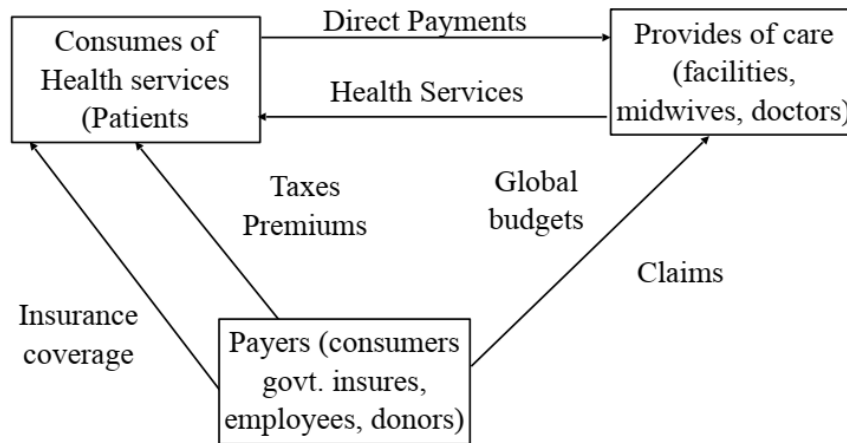 Consumes of
Health services
(Patients
Direct Payments
Health Services
Provides of care
(facilities,
midwives, doctors)
Taxes
Premiums
Global
budgets
Claims
Insurance
coverage
Payers (consumers
govt. insures,
employees, donors)